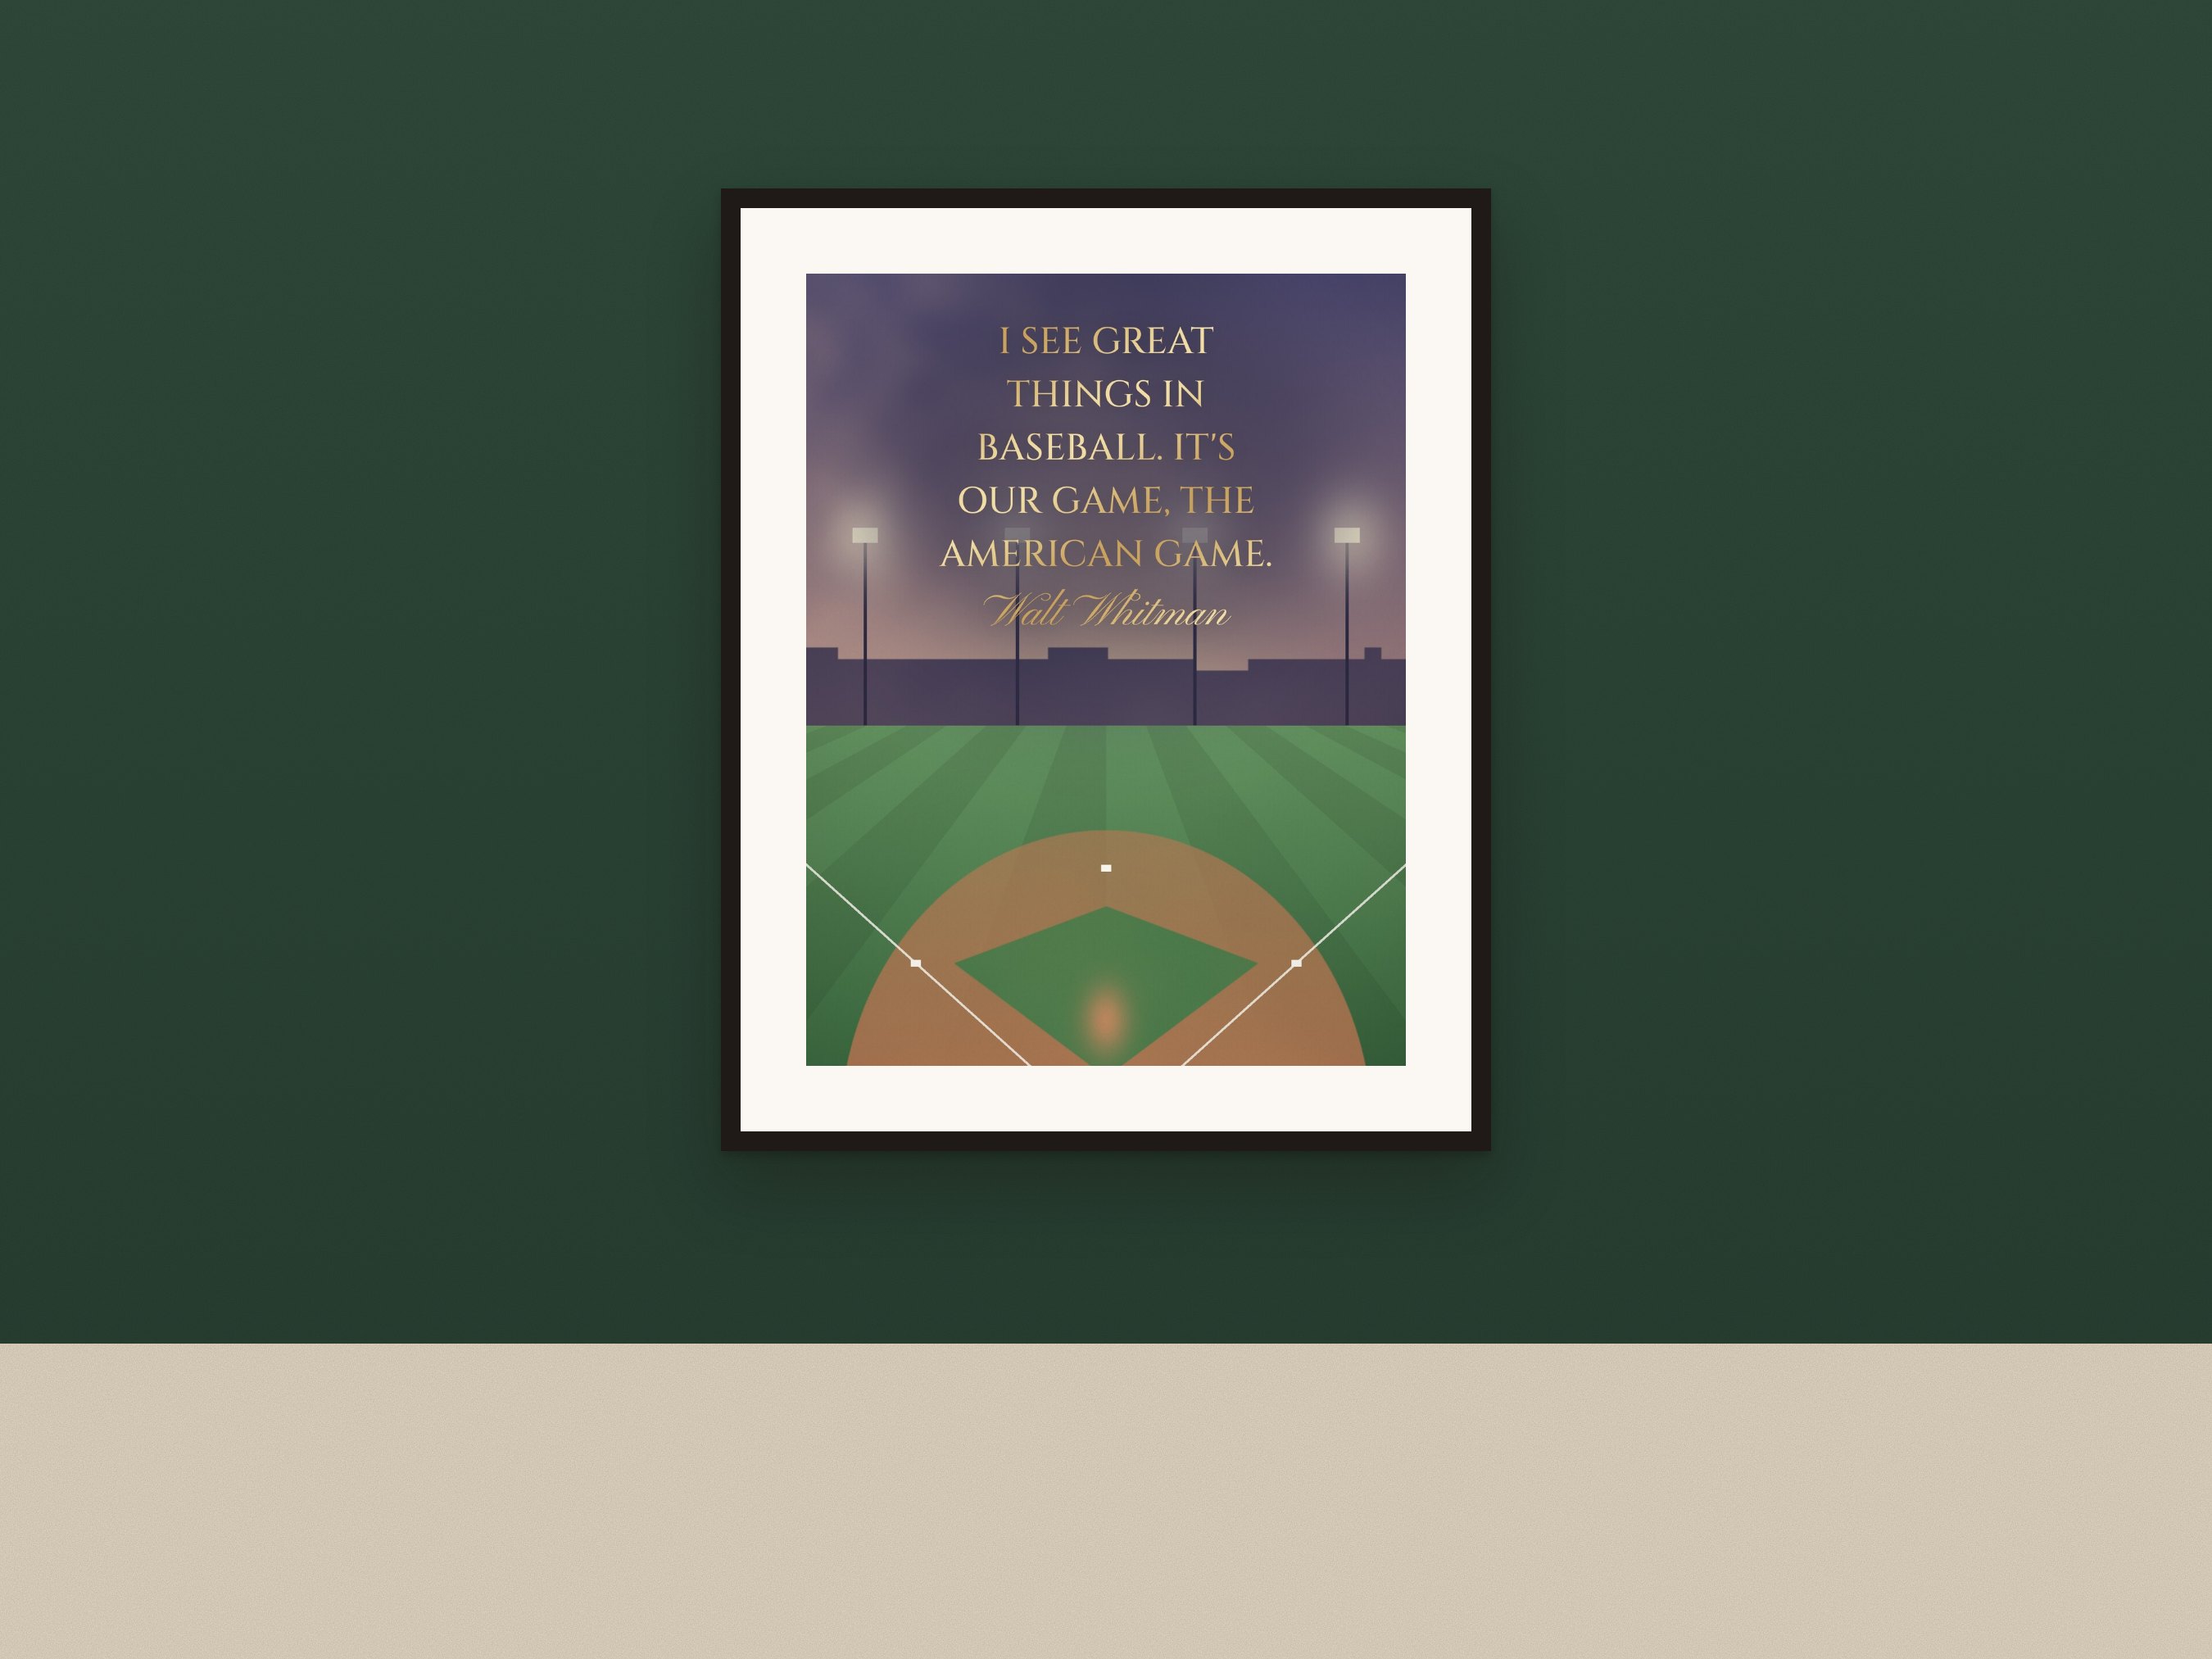 I SEE GREAT
THINGS IN
BASEBALL. IT'S
OUR GAME, THE
AMERICAN GAME.
Walt Whitman